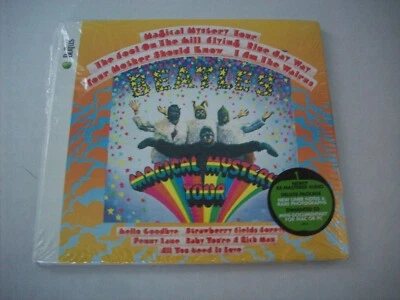 Magical Mystery Tour
The Fool On The Hill Flying Blue Jay Way
Your Mother Should Know I Am The Walrus
BEATLES
MAGICAL MYSTERY
TOUR
Hello Goodbye Strawberry Fields Forever
Penny Lane Baby You're A Rich Man
All You Need Is Love